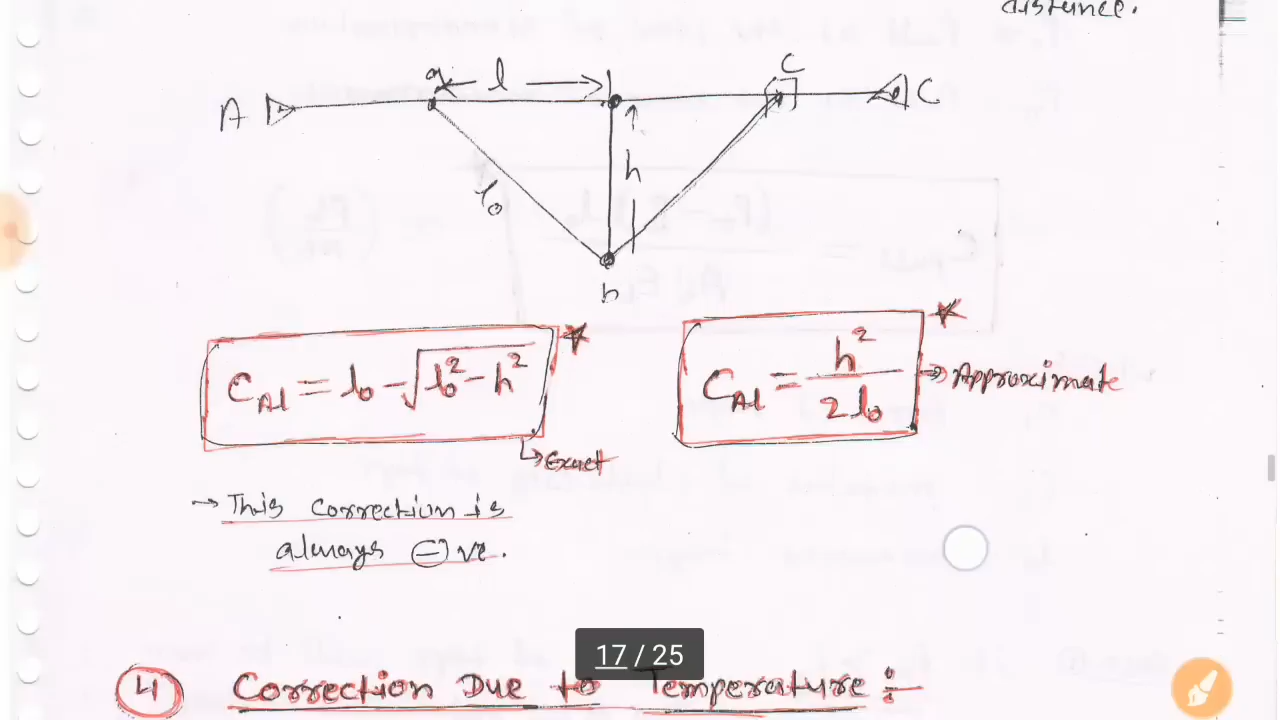 distance.
a l C
A C
h
l₀
b
C_Al = l₀ - √(l₀² - h²)
C_Al = h² / 2l₀ → Approximate
↳ Exact
→ This correction is
always ⊖ve.
17 / 25
④ Correction Due to Temperature :-